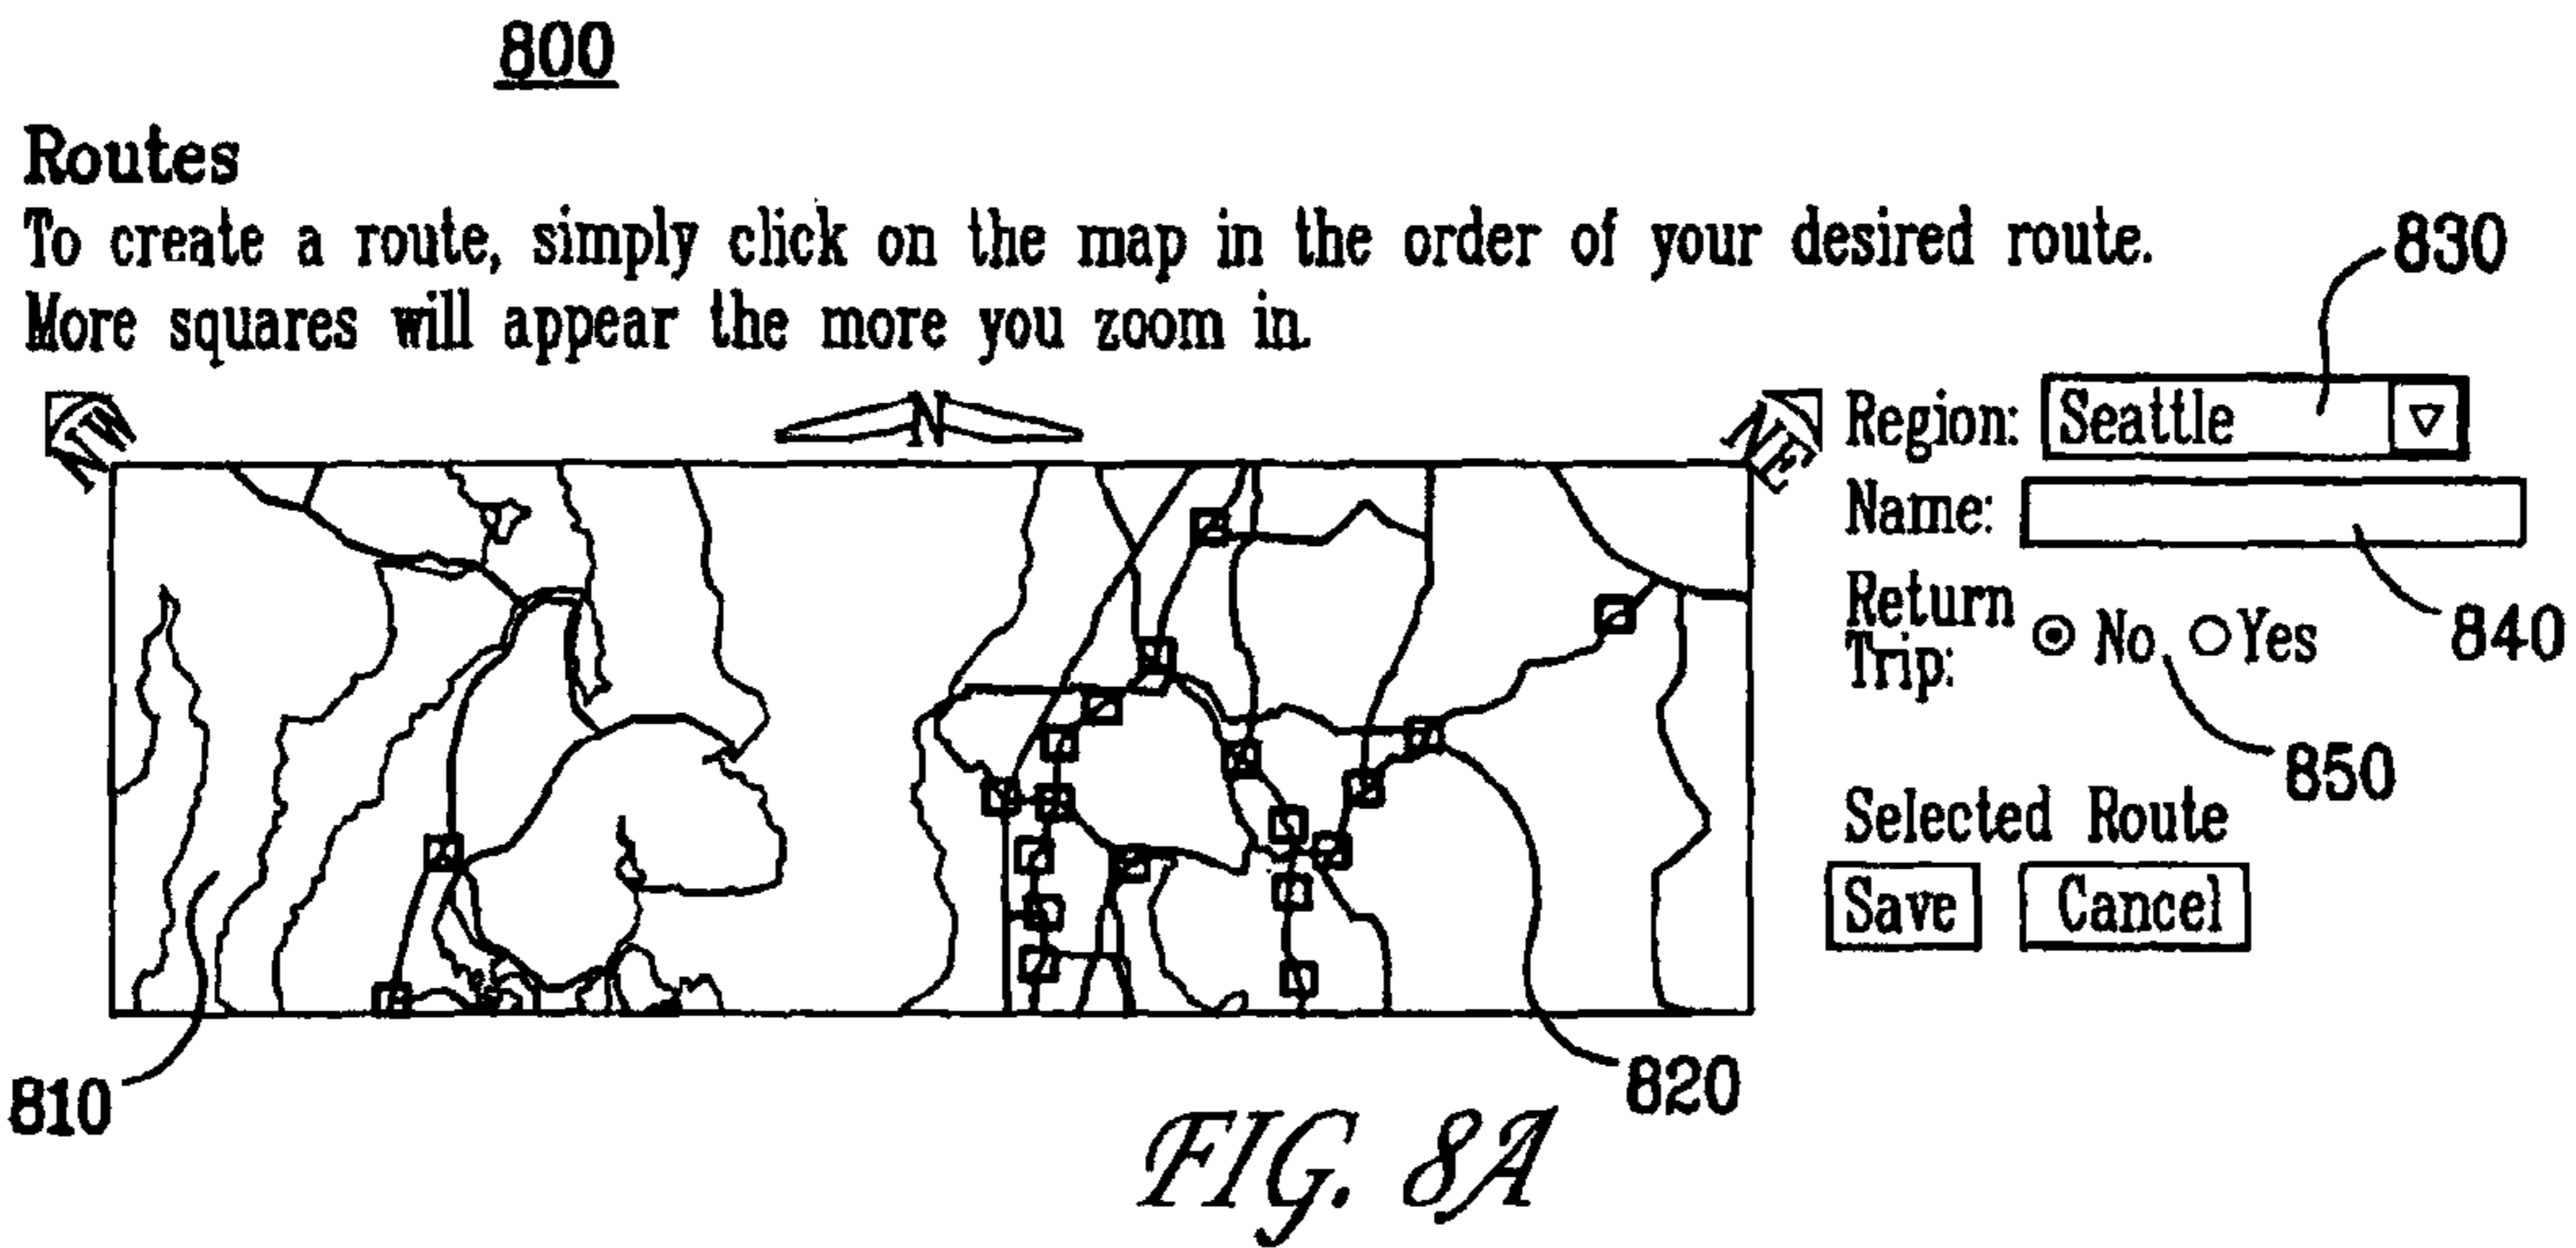 800
Routes
To create a route, simply click on the map in the order of your desired route.
More squares will appear the more you zoom in.
830
NW
N
NE
Region: Seattle
Name:
840
Return Trip: No Yes
850
Selected Route
Save Cancel
810
820
FIG. 8A